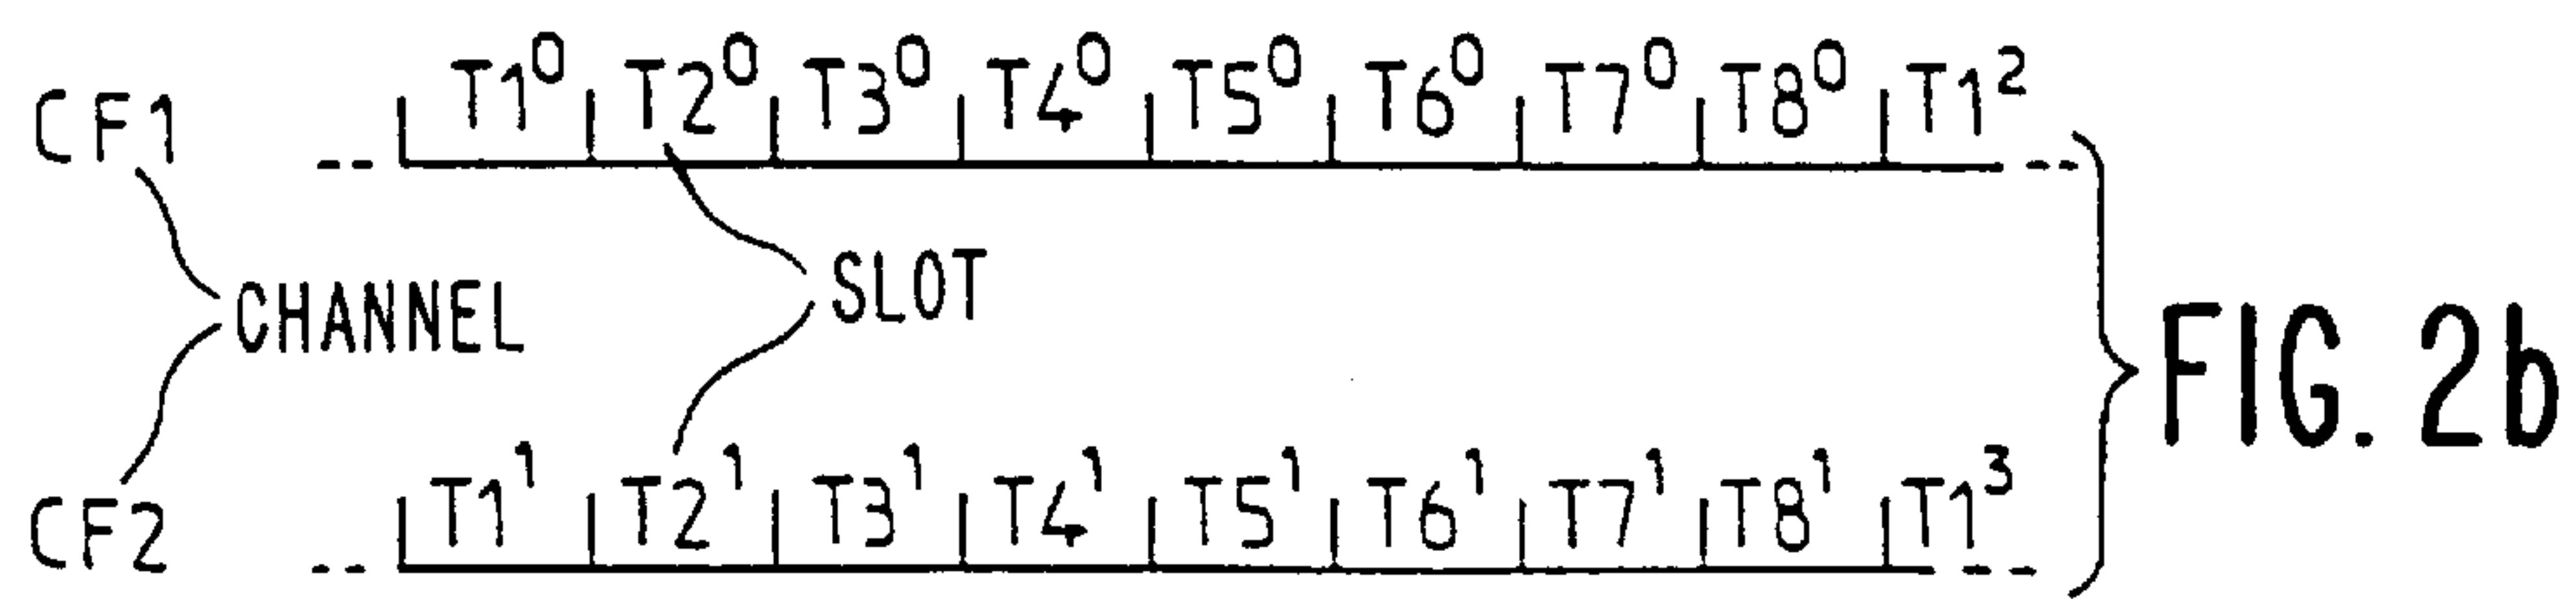 CF1 T1⁰ T2⁰ T3⁰ T4⁰ T5⁰ T6⁰ T7⁰ T8⁰ T1²
CHANNEL SLOT
FIG. 2b
CF2 T1¹ T2¹ T3¹ T4¹ T5¹ T6¹ T7¹ T8¹ T1³